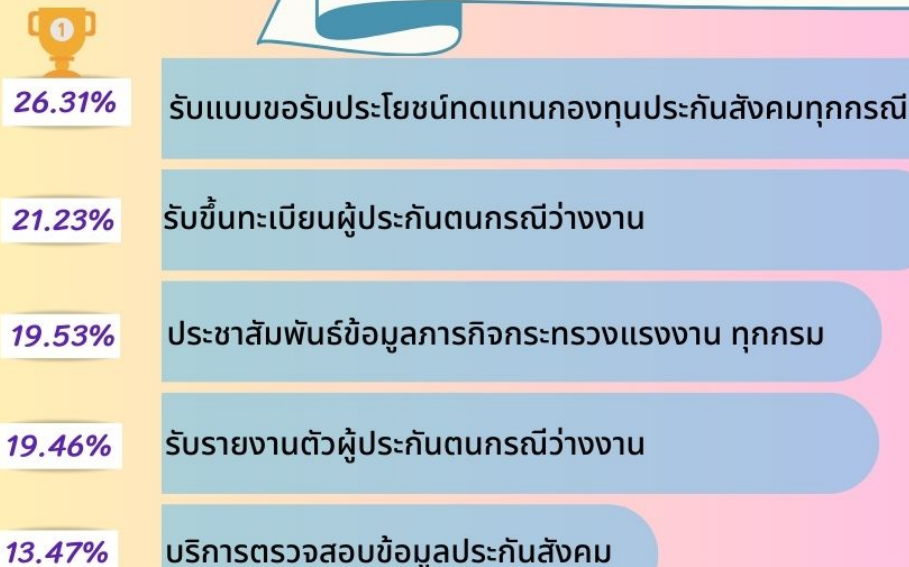 1
26.31% รับแบบขอรับประโยชน์ทดแทนกองทุนประกันสังคมทุกกรณี
21.23% รับขึ้นทะเบียนผู้ประกันตนกรณีว่างงาน
19.53% ประชาสัมพันธ์ข้อมูลภารกิจกระทรวงแรงงาน ทุกกรม
19.46% รับรายงานตัวผู้ประกันตนกรณีว่างงาน
13.47% บริการตรวจสอบข้อมูลประกันสังคม